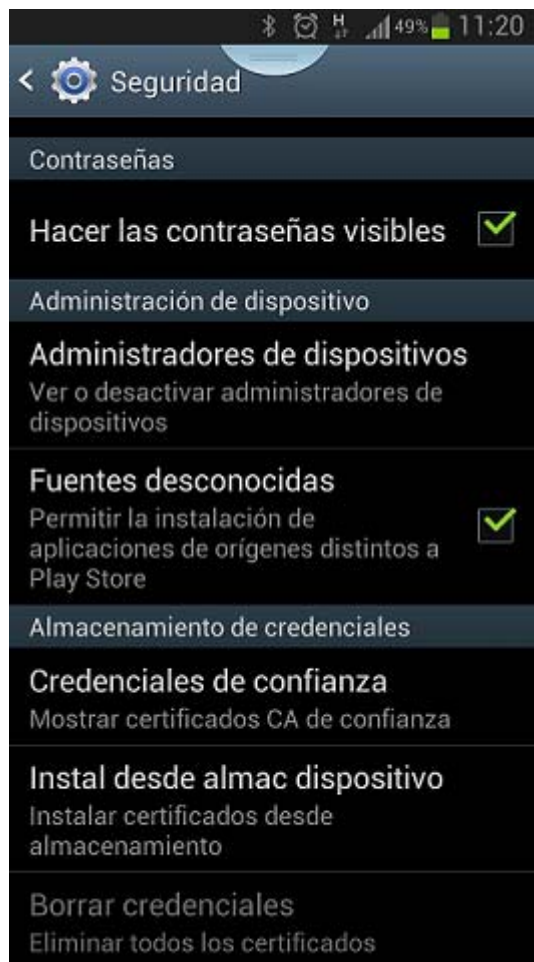 H 49% 11:20
Seguridad
Contraseñas
Hacer las contraseñas visibles
Administración de dispositivo
Administradores de dispositivos
Ver o desactivar administradores de
dispositivos
Fuentes desconocidas
Permitir la instalación de
aplicaciones de orígenes distintos a
Play Store
Almacenamiento de credenciales
Credenciales de confianza
Mostrar certificados CA de confianza
Instal desde almac dispositivo
Instalar certificados desde
almacenamiento
Borrar credenciales
Eliminar todos los certificados